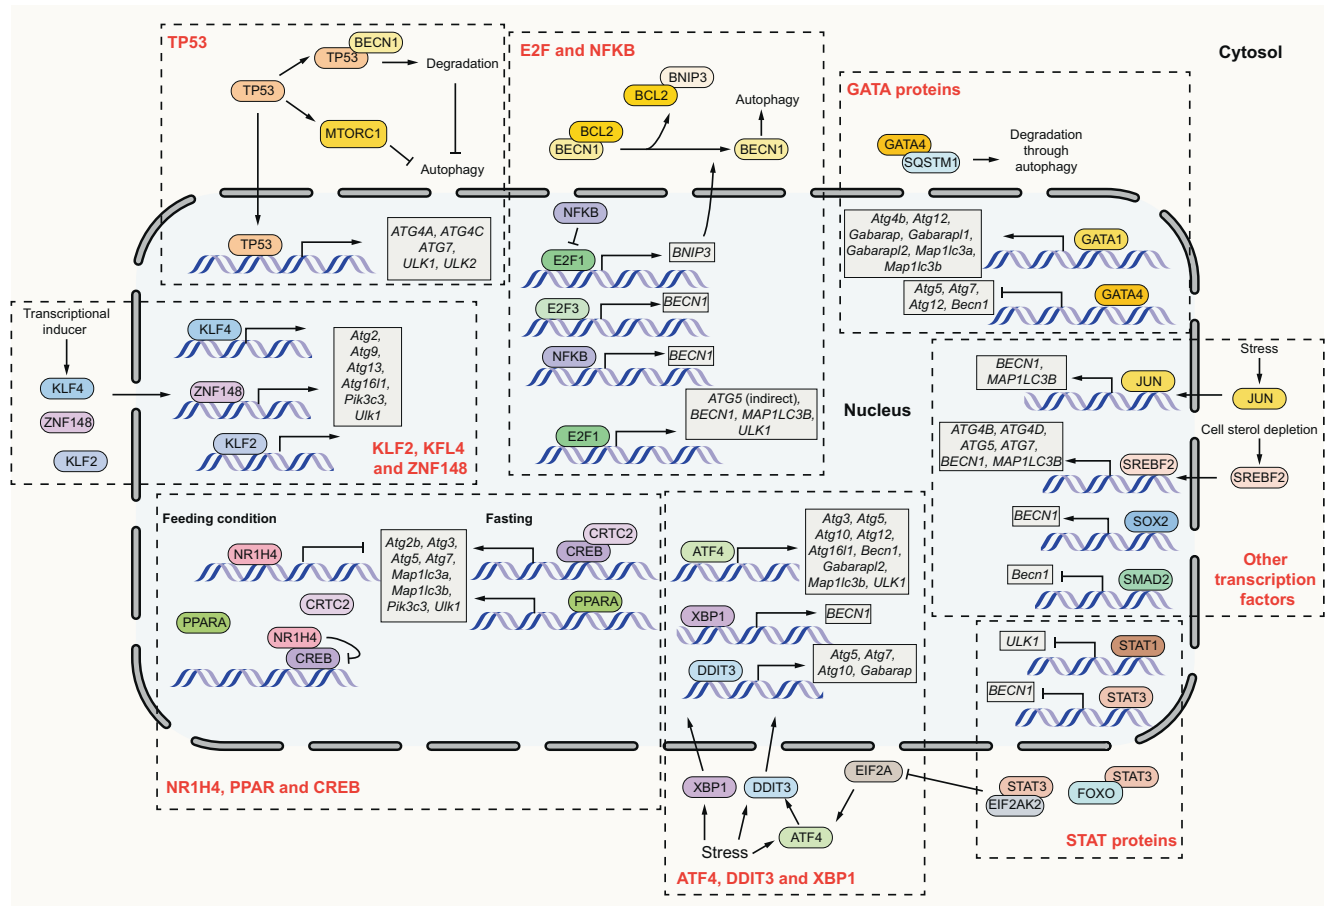 TP53
BECN1
TP53
Degradation
TP53
MTORC1
Autophagy
TP53
ATG4A, ATG4C
ATG7,
ULK1, ULK2
E2F and NFKB
BNIP3
BCL2
Autophagy
BCL2
BECN1
BECN1
NFKB
E2F1
BNIP3
E2F3
BECN1
NFKB
BECN1
ATG5 (indirect),
BECN1, MAP1LC3B,
ULK1
E2F1
Cytosol
GATA proteins
GATA4
SQSTM1
Degradation
through
autophagy
Atg4b, Atg12,
Gabarap, Gabarapl1,
Gabarapl2, Map1lc3a,
Map1lc3b
GATA1
Atg5, Atg7,
Atg12, Becn1
GATA4
Transcriptional
inducer
KLF4
ZNF148
KLF2
KLF4
ZNF148
KLF2
Atg2,
Atg9,
Atg13,
Atg16l1,
Pik3c3,
Ulk1
KLF2, KFL4
and ZNF148
Nucleus
Stress
BECN1,
MAP1LC3B
JUN
JUN
Cell sterol depletion
ATG4B, ATG4D,
ATG5, ATG7,
BECN1, MAP1LC3B
SREBF2
SREBF2
BECN1
SOX2
Becn1
SMAD2
Other
transcription
factors
Feeding condition
Fasting
NR1H4
Atg2b, Atg3,
Atg5, Atg7,
Map1lc3a,
Map1lc3b,
Pik3c3, Ulk1
CRTC2
CREB
CRTC2
PPARA
PPARA
NR1H4
CREB
NR1H4, PPAR and CREB
ATF4
Atg3, Atg5,
Atg10, Atg12,
Atg16l1, Becn1,
Gabarapl2,
Map1lc3b, ULK1
XBP1
BECN1
DDIT3
Atg5, Atg7,
Atg10, Gabarap
XBP1
DDIT3
EIF2A
ATF4
Stress
ATF4, DDIT3 and XBP1
ULK1
STAT1
BECN1
STAT3
STAT3
EIF2AK2
STAT3
FOXO
STAT proteins